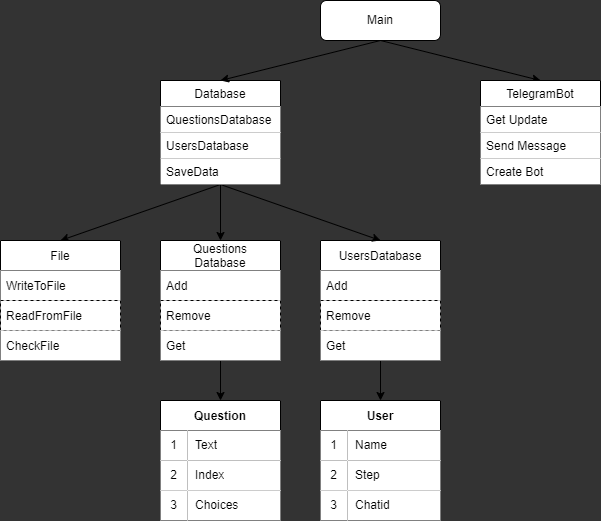 Main
Database
QuestionsDatabase
UsersDatabase
SaveData
TelegramBot
Get Update
Send Message
Create Bot
File
WriteToFile
ReadFromFile
CheckFile
Questions
Database
Add
Remove
Get
UsersDatabase
Add
Remove
Get
Question
1 Text
2 Index
3 Choices
User
1 Name
2 Step
3 Chatid